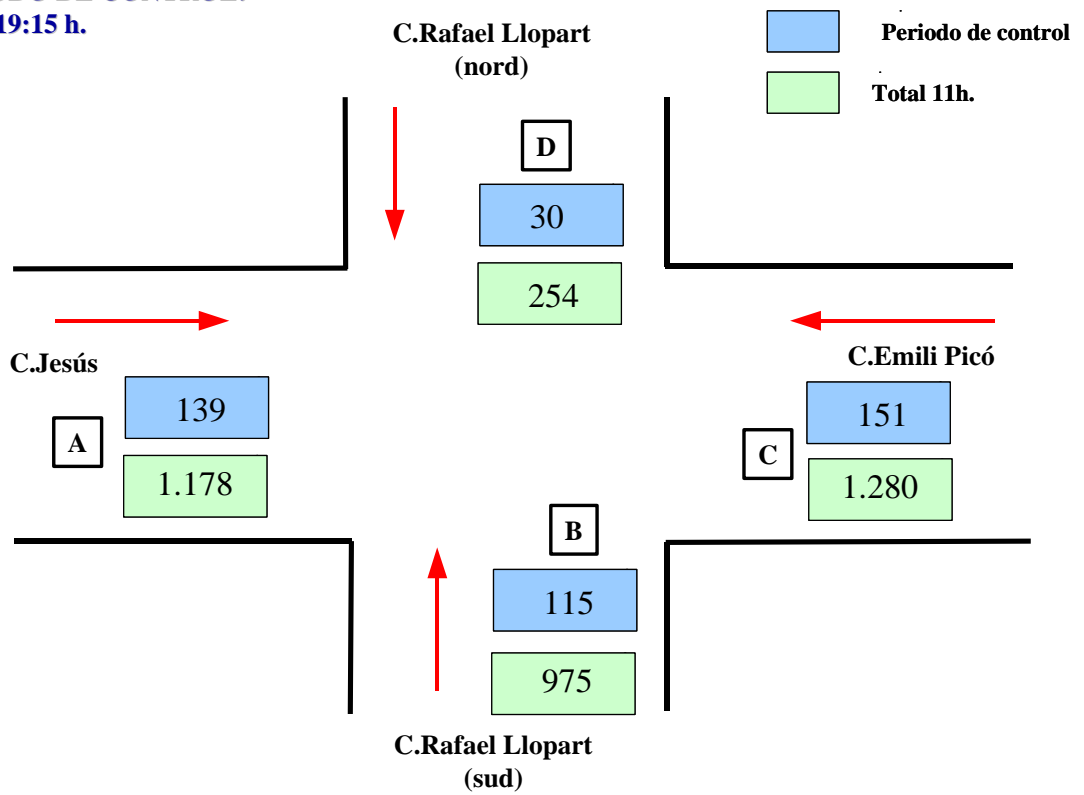 19:15 h.
C.Rafael Llopart
(nord)
Periodo de control
Total 11h.
D
30
254
C.Jesús
C.Emili Picó
139
151
A
C
1.178
1.280
B
115
975
C.Rafael Llopart
(sud)